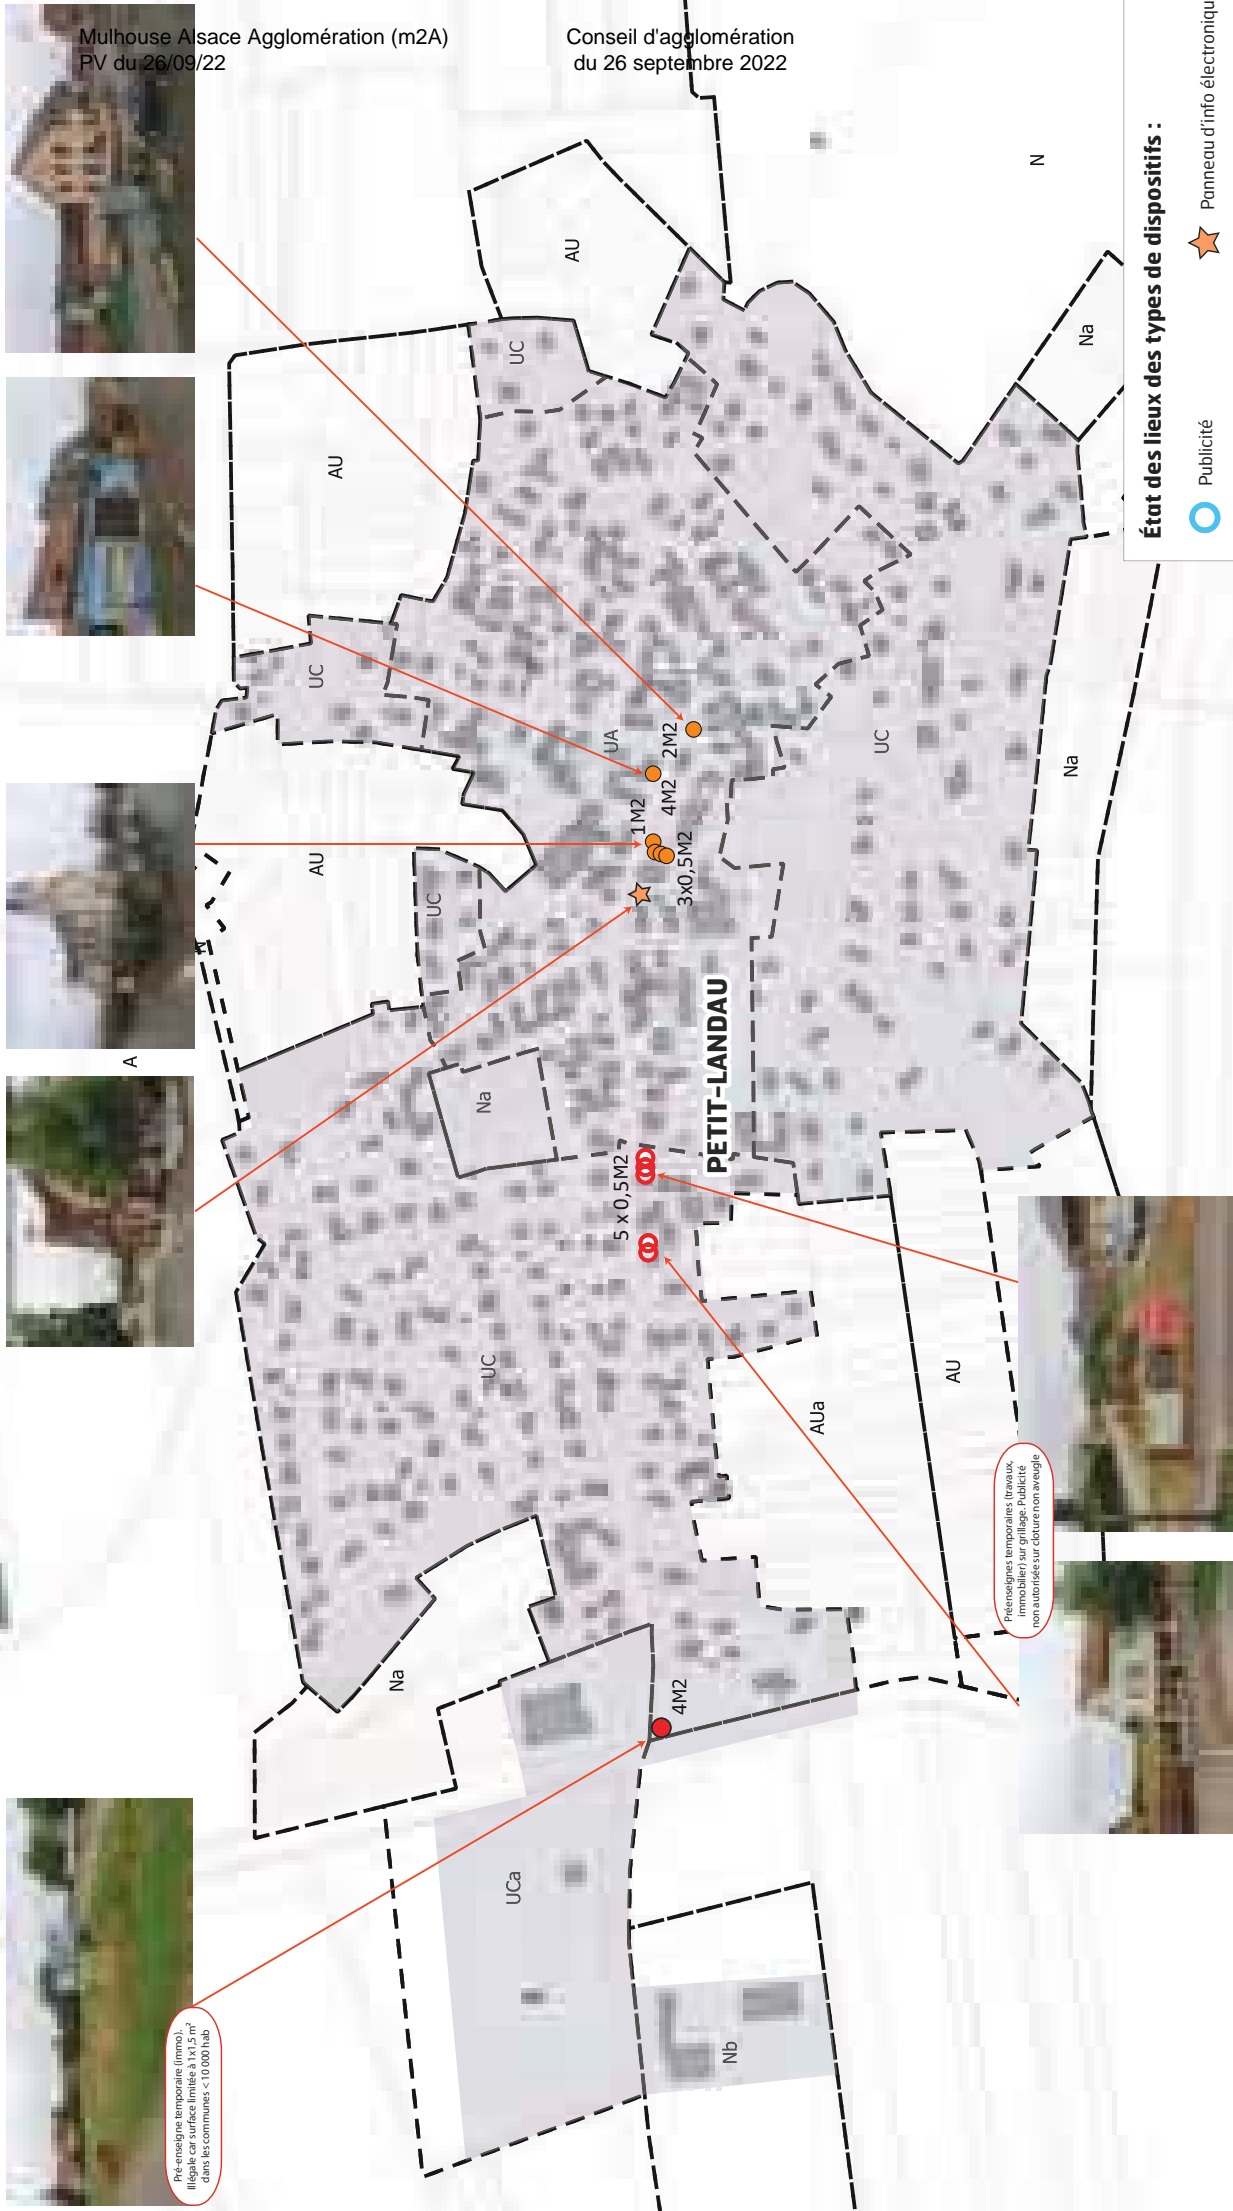 Mulhouse Alsace Agglomération (m2A)
PV du 26/09/22
Conseil d'agglomération
du 26 septembre 2022
A
N
AU
UC
AU
UC
AU
UC
AU
N
Na
UA
UC
Na
1M2
4M2
2M2
3x0,5M2
Na
PETIT-LANDAU
5 x 0,5M2
UC
AUa
AU
Na
4M2
UCa
Nb
Pré-enseigne temporaire (immo).
Illégale car surface limitée à 1x1,5 m²
dans les communes < 10 000 hab
Préenseignes temporaires (travaux,
immobilier) sur grillage. Publicité
non autorisée sur cloture non aveugle
État des lieux des types de dispositifs :
Publicité
Panneau d'info électroniqu